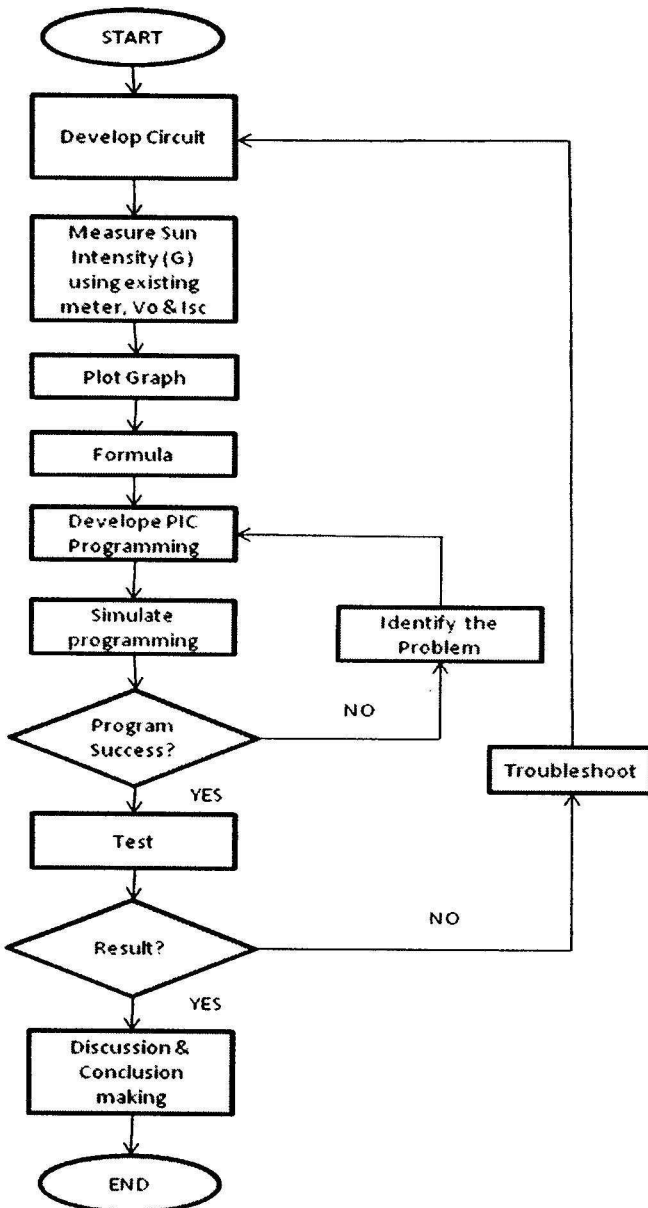 START
Develop Circuit
Measure Sun
Intensity (G)
using existing
meter, Vo & Isc
Plot Graph
Formula
Develope PIC
Programming
Simulate
programming
Identify the
Problem
NO
Program
Success?
Troubleshoot
YES
Test
NO
Result?
YES
Discussion &
Conclusion
making
END